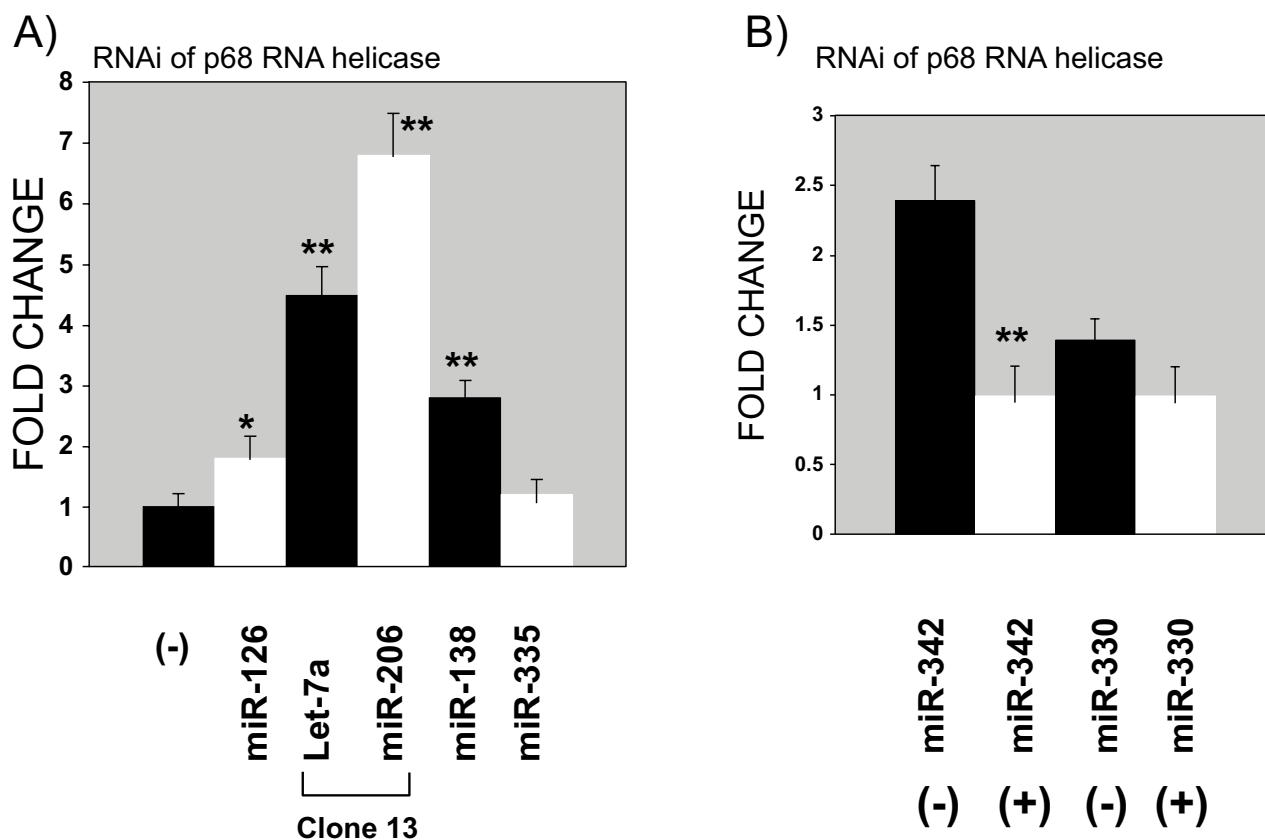 A)
RNAi of p68 RNA helicase
FOLD CHANGE
8
7
6
5
4
3
2
1
0
*
**
**
**
(-)
miR-126
Let-7a
miR-206
miR-138
miR-335
Clone 13
B)
RNAi of p68 RNA helicase
FOLD CHANGE
3
2.5
2
1.5
1
0.5
0
**
miR-342
miR-342
miR-330
miR-330
(-) (+) (-) (+)